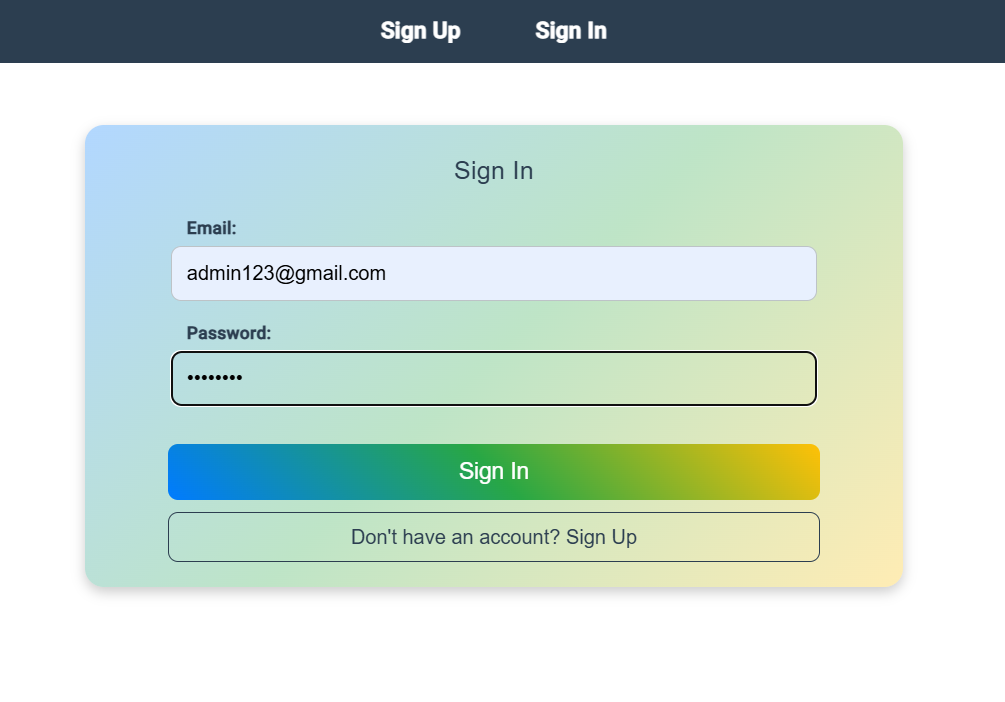 Sign Up Sign In
Sign In
Email:
admin123@gmail.com
Password:
••••••••
Sign In
Don't have an account? Sign Up